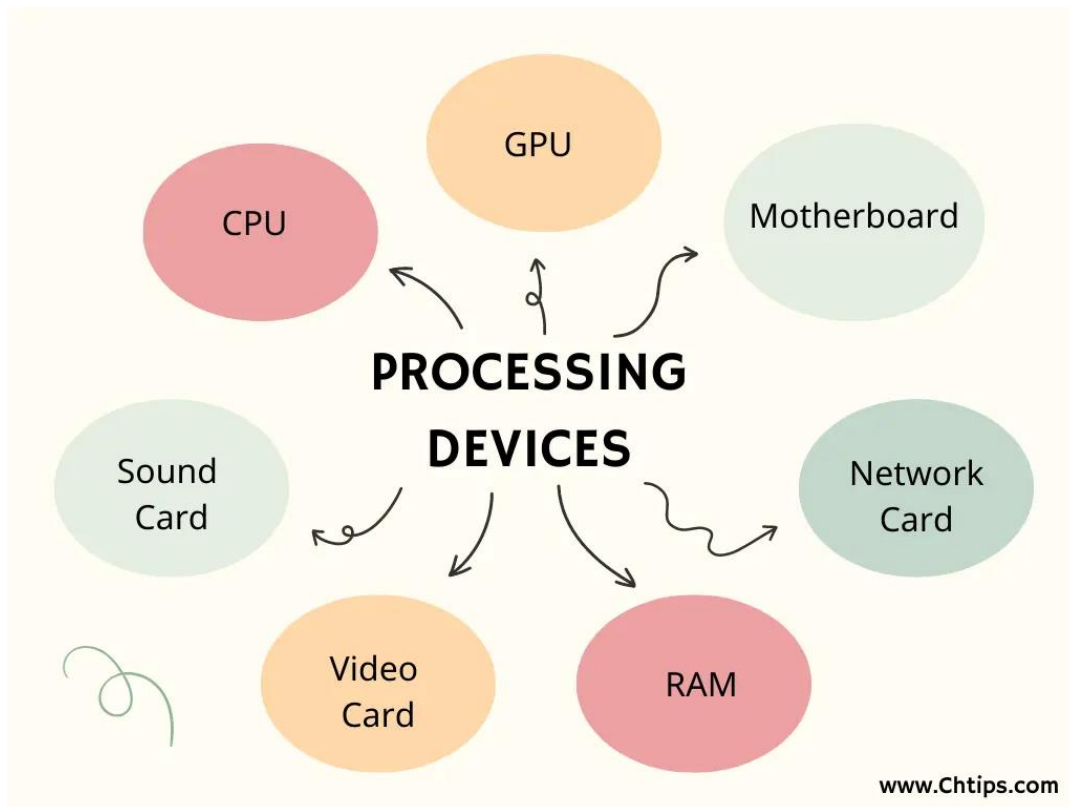 GPU
CPU
Motherboard
PROCESSING
DEVICES
Sound
Card
Network
Card
Video
Card
RAM
www.Chtips.com